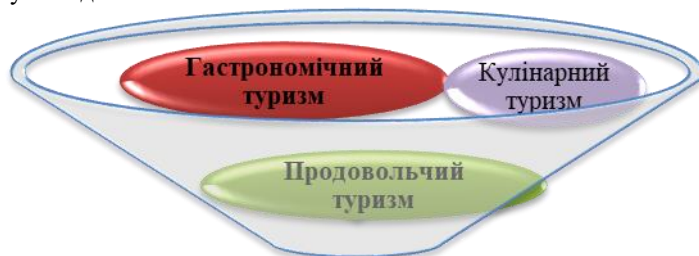 Гастрономічний
туризм
Кулінарний
туризм
Продовольчий
туризм